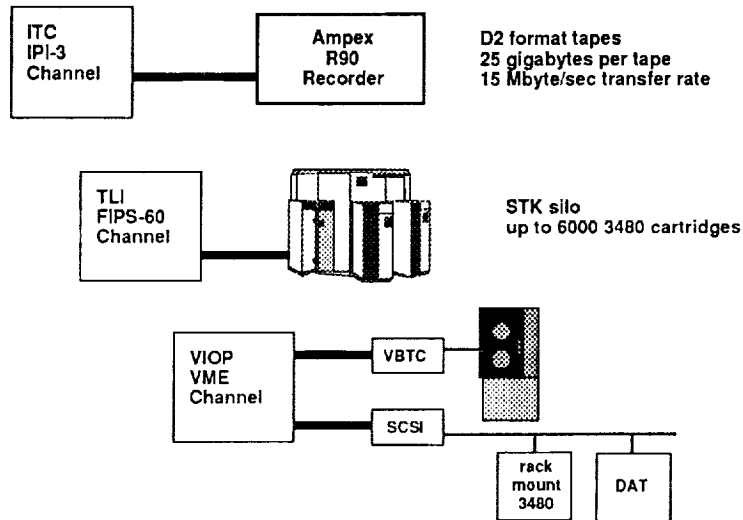 ITC
IPI-3
Channel
Ampex
R90
Recorder
D2 format tapes
25 gigabytes per tape
15 Mbyte/sec transfer rate
TLI
FIPS-60
Channel
STK silo
up to 6000 3480 cartridges
VIOP
VME
Channel
VBTC
SCSI
rack
mount
3480
DAT